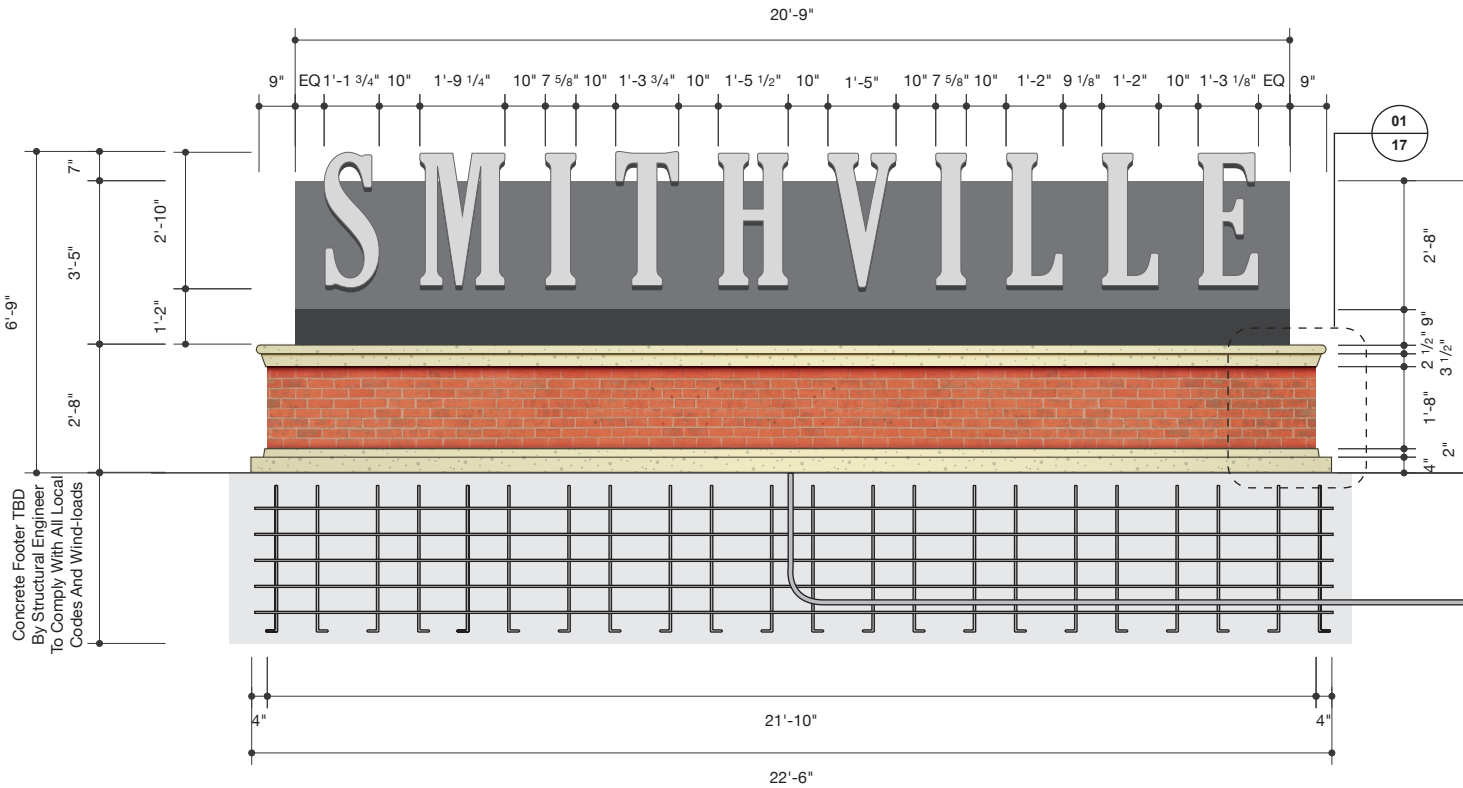 20'-9"
9" EQ 1'-1 3/4" 10" 1'-9 1/4" 10" 7 5/8" 10" 1'-3 3/4" 10" 1'-5 1/2" 10" 1'-5" 10" 7 5/8" 10" 1'-2" 9 1/8" 1'-2" 10" 1'-3 1/8" EQ 9"
01
17
SMITHVILLE
6'-9"
7"
3'-5"
2'-8"
2'-10"
1'-2"
2'-8"
9"
2 1/2"
3 1/2"
1'-8"
2"
4"
Concrete Footer TBD
By Structural Engineer
To Comply With All Local
Codes And Wind-loads
4" 21'-10" 4"
22'-6"